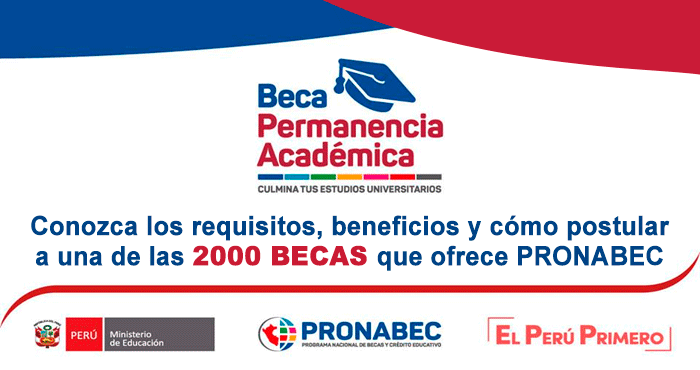 Beca
Permanencia
Académica
CULMINA TUS ESTUDIOS UNIVERSITARIOS
Conozca los requisitos, beneficios y cómo postular
a una de las 2000 BECAS que ofrece PRONABEC
PERÚ Ministerio
de Educación
PRONABEC
PROGRAMA NACIONAL DE BECAS Y CRÉDITO EDUCATIVO
EL PERÚ PRIMERO